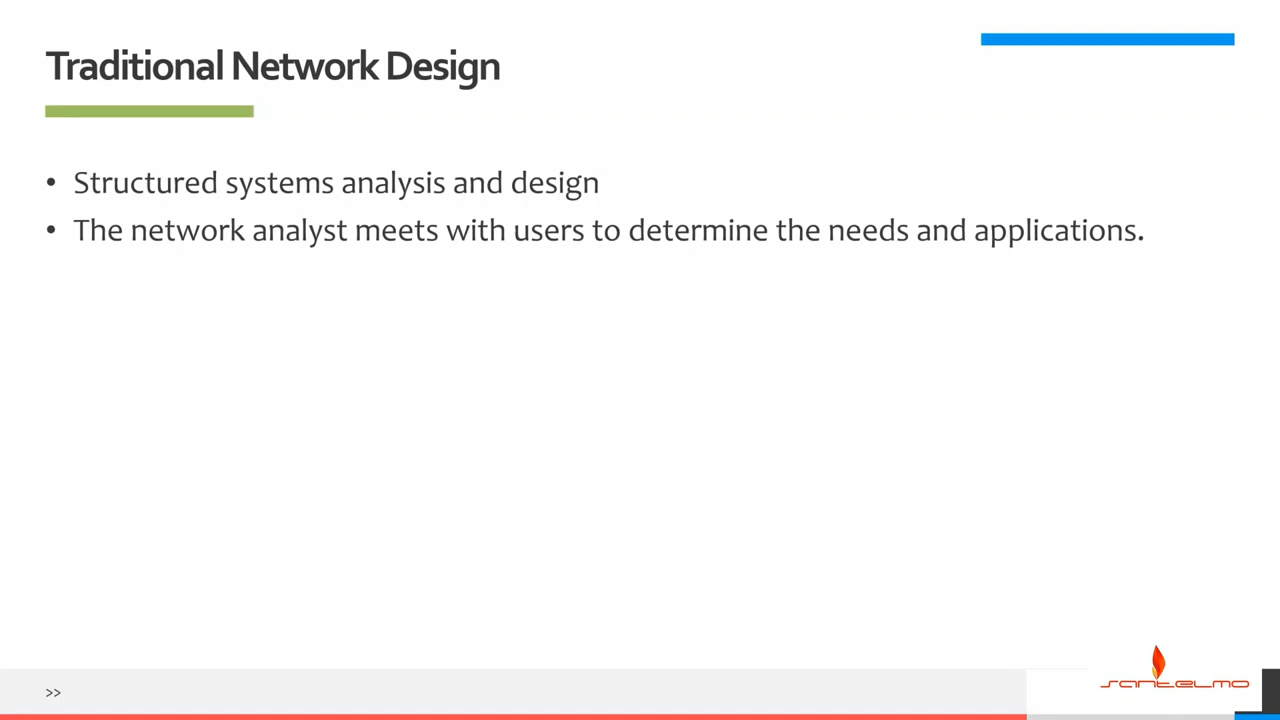 Traditional Network Design
• Structured systems analysis and design
• The network analyst meets with users to determine the needs and applications.
>>
santelmo